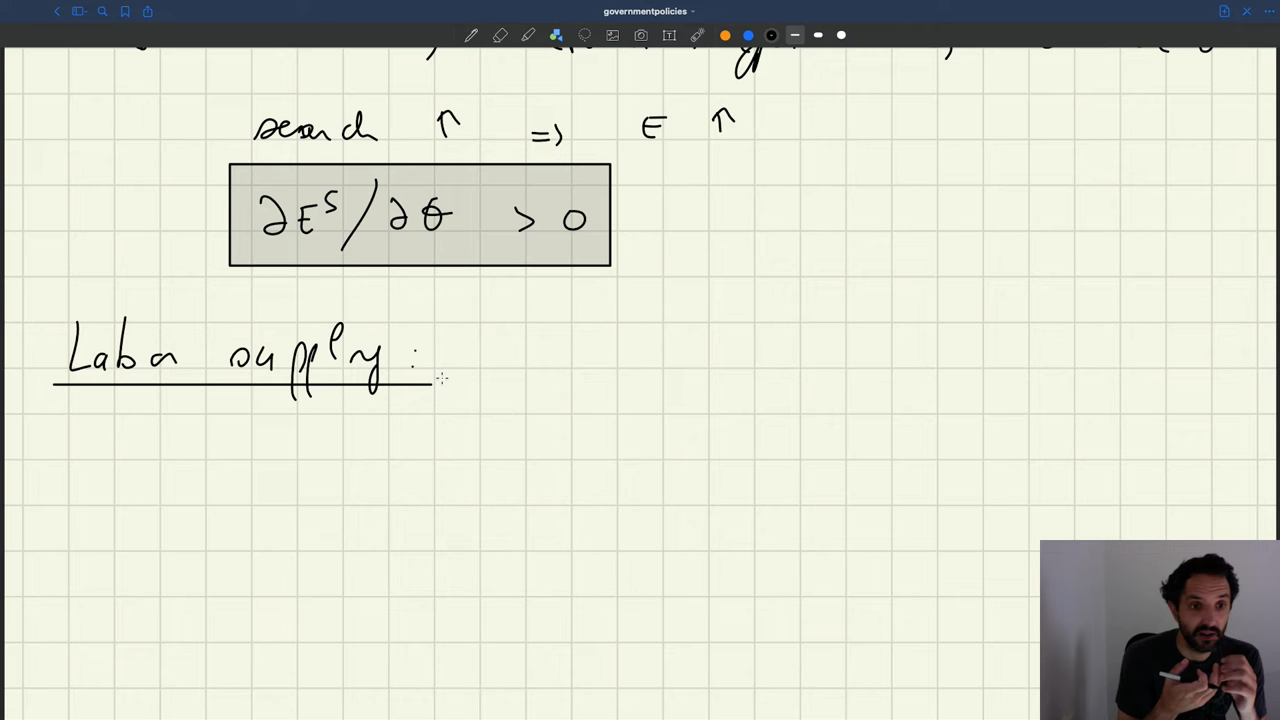 governmentpolicies
search ↑ => E ↑
∂E^S/∂θ > 0
Labor supply: